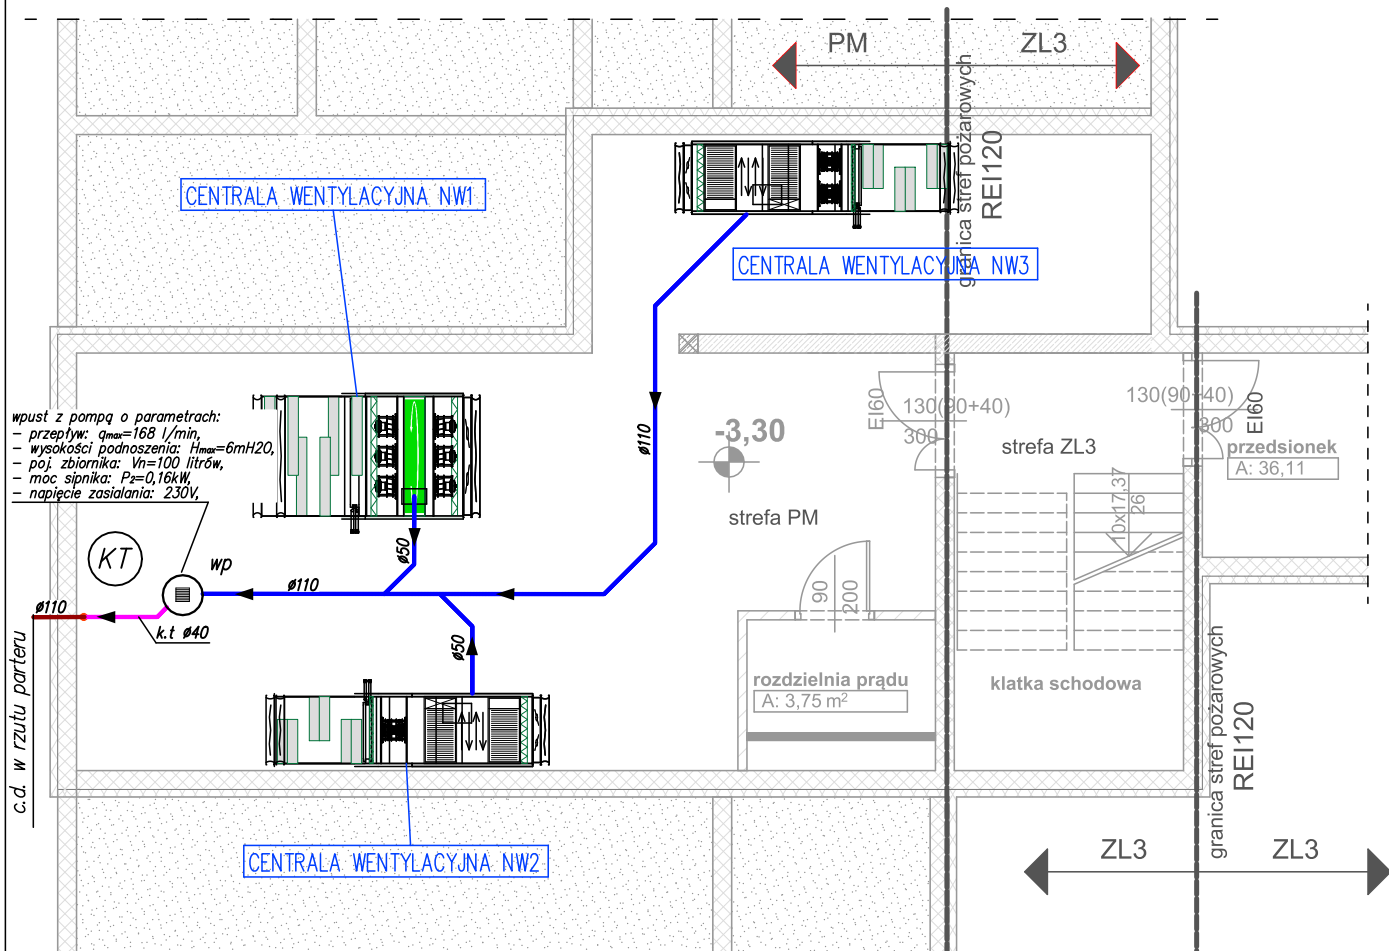 PM
ZL3
granica stref pożarowych
REI120
CENTRALA WENTYLACYJNA NW1
CENTRALA WENTYLACYJNA NW3
wpust z pompą o parametrach:
- przepływ: qmax=168 l/min,
- wysokości podnoszenia: Hmax=6mH2O,
- poj. zbiornika: Vn=100 litrów,
- moc sipnika: P2=0,16kW,
- napięcie zasialania: 230V,
ø110
-3,30
strefa PM
EI60
130(90+40)
300
strefa ZL3
130(90+40)
300
EI60
przedsionek
A: 36,11
10x17,37
26
KT
wp
ø50
ø110
ø110
k.t ø40
ø50
90
200
c.d. w rzutu parteru
rozdzielnia prądu
A: 3,75 m²
klatka schodowa
granica stref pożarowych
REI120
CENTRALA WENTYLACYJNA NW2
ZL3
ZL3